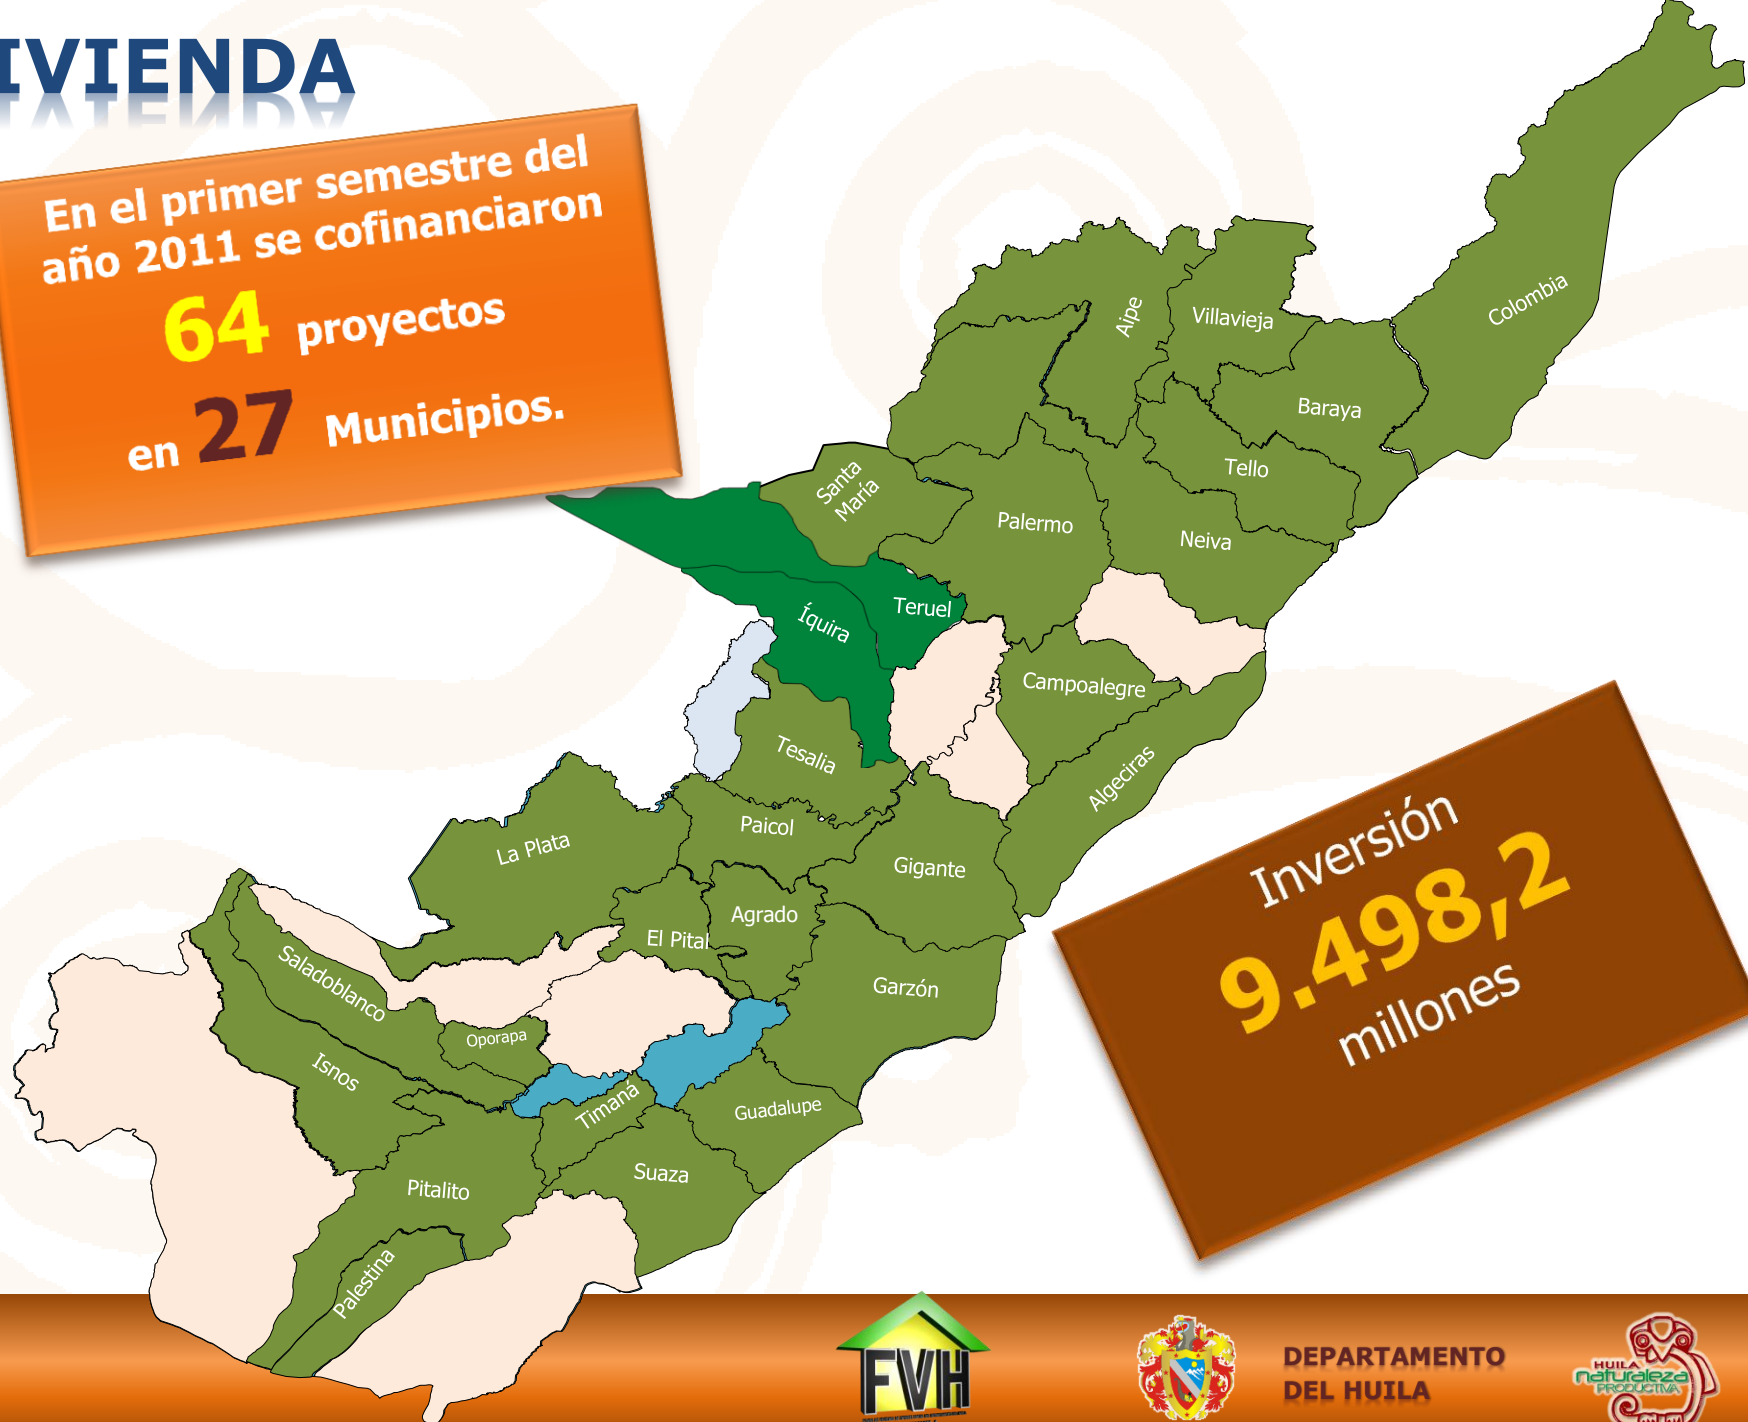 IVIENDA
En el primer semestre del
año 2011 se cofinanciaron
64 proyectos
en 27 Municipios.
Colombia
Aipe
Villavieja
Baraya
Tello
Santa
María
Palermo
Neiva
Teruel
Íquira
Campoalegre
Tesalia
Algeciras
Paicol
La Plata
Gigante
Agrado
El Pital
Saladoblanco
Garzón
Oporapa
Isnos
Timaná
Guadalupe
Suaza
Pitalito
Palestina
Inversión
9.498,2
millones
FVH
DEPARTAMENTO
DEL HUILA
HUILA
naturaleza
PRODUCTIVA